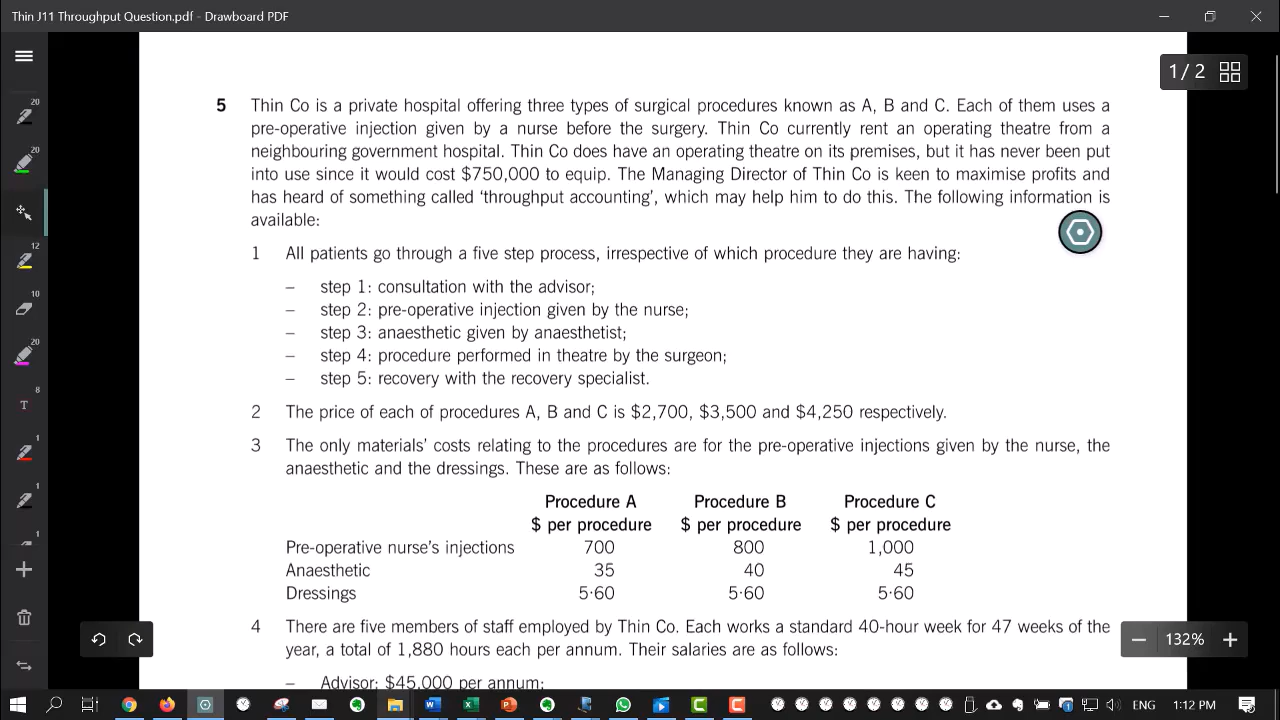 Thin J11 Throughput Question.pdf - Drawboard PDF
1 / 2
5 Thin Co is a private hospital offering three types of surgical procedures known as A, B and C. Each of them uses a
pre-operative injection given by a nurse before the surgery. Thin Co currently rent an operating theatre from a
neighbouring government hospital. Thin Co does have an operating theatre on its premises, but it has never been put
into use since it would cost $750,000 to equip. The Managing Director of Thin Co is keen to maximise profits and
has heard of something called ‘throughput accounting’, which may help him to do this. The following information is
available:
1 All patients go through a five step process, irrespective of which procedure they are having:
– step 1: consultation with the advisor;
– step 2: pre-operative injection given by the nurse;
– step 3: anaesthetic given by anaesthetist;
– step 4: procedure performed in theatre by the surgeon;
– step 5: recovery with the recovery specialist.
2 The price of each of procedures A, B and C is $2,700, $3,500 and $4,250 respectively.
3 The only materials’ costs relating to the procedures are for the pre-operative injections given by the nurse, the
anaesthetic and the dressings. These are as follows:
Procedure A Procedure B Procedure C
$ per procedure $ per procedure $ per procedure
Pre-operative nurse’s injections 700 800 1,000
Anaesthetic 35 40 45
Dressings 5·60 5·60 5·60
4 There are five members of staff employed by Thin Co. Each works a standard 40-hour week for 47 weeks of the
year, a total of 1,880 hours each per annum. Their salaries are as follows:
– Advisor: $45,000 per annum;
20
20
12
10
20
8
T
1
1
1
132%
ENG 1:12 PM